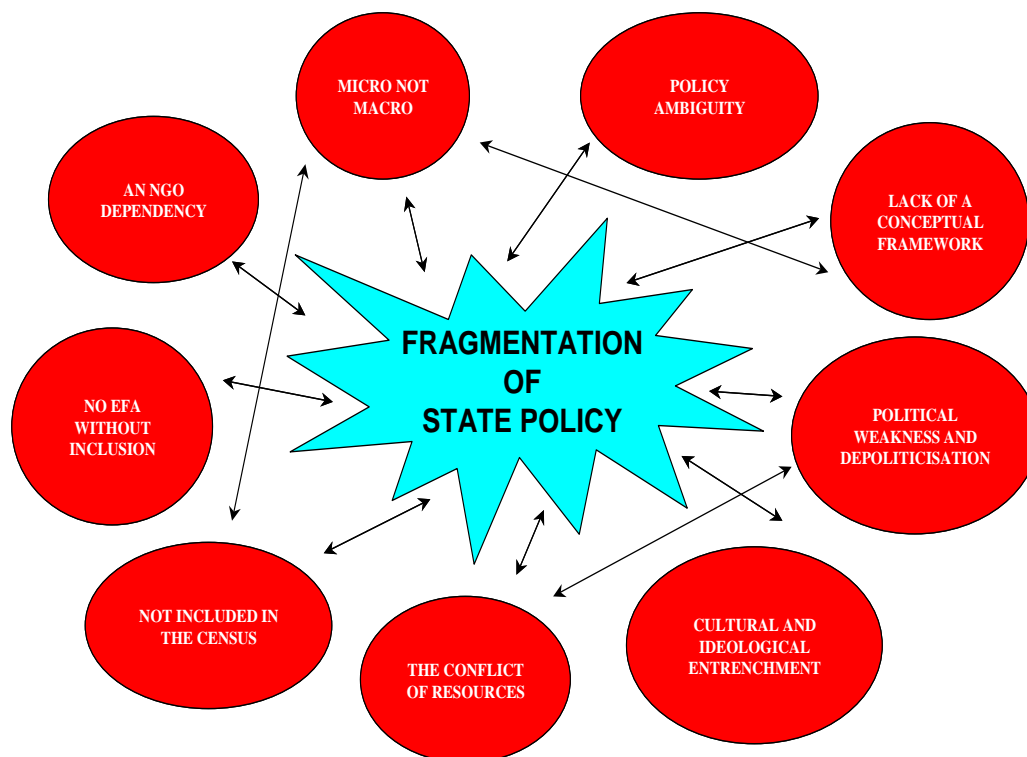 MICRO NOT
MACRO
POLICY
AMBIGUITY
AN NGO
DEPENDENCY
LACK OF A
CONCEPTUAL
FRAMEWORK
FRAGMENTATION
OF
STATE POLICY
NO EFA
WITHOUT
INCLUSION
POLITICAL
WEAKNESS AND
DEPOLITICISATION
NOT INCLUDED IN
THE CENSUS
THE CONFLICT
OF RESOURCES
CULTURAL AND
IDEOLOGICAL
ENTRENCHMENT